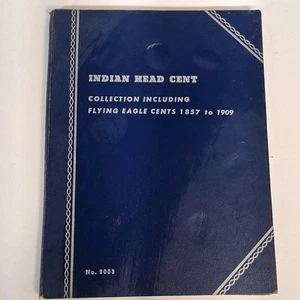 INDIAN HEAD CENT
COLLECTION INCLUDING
FLYING EAGLE CENTS 1857 to 1909
No. 9003